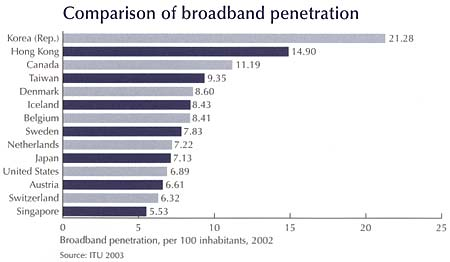 Comparison of broadband penetration
Korea (Rep.) 21.28
Hong Kong 14.90
Canada 11.19
Taiwan 9.35
Denmark 8.60
Iceland 8.43
Belgium 8.41
Sweden 7.83
Netherlands 7.22
Japan 7.13
United States 6.89
Austria 6.61
Switzerland 6.32
Singapore 5.53
0 5 10 15 20 25
Broadband penetration, per 100 inhabitants, 2002
Source: ITU 2003